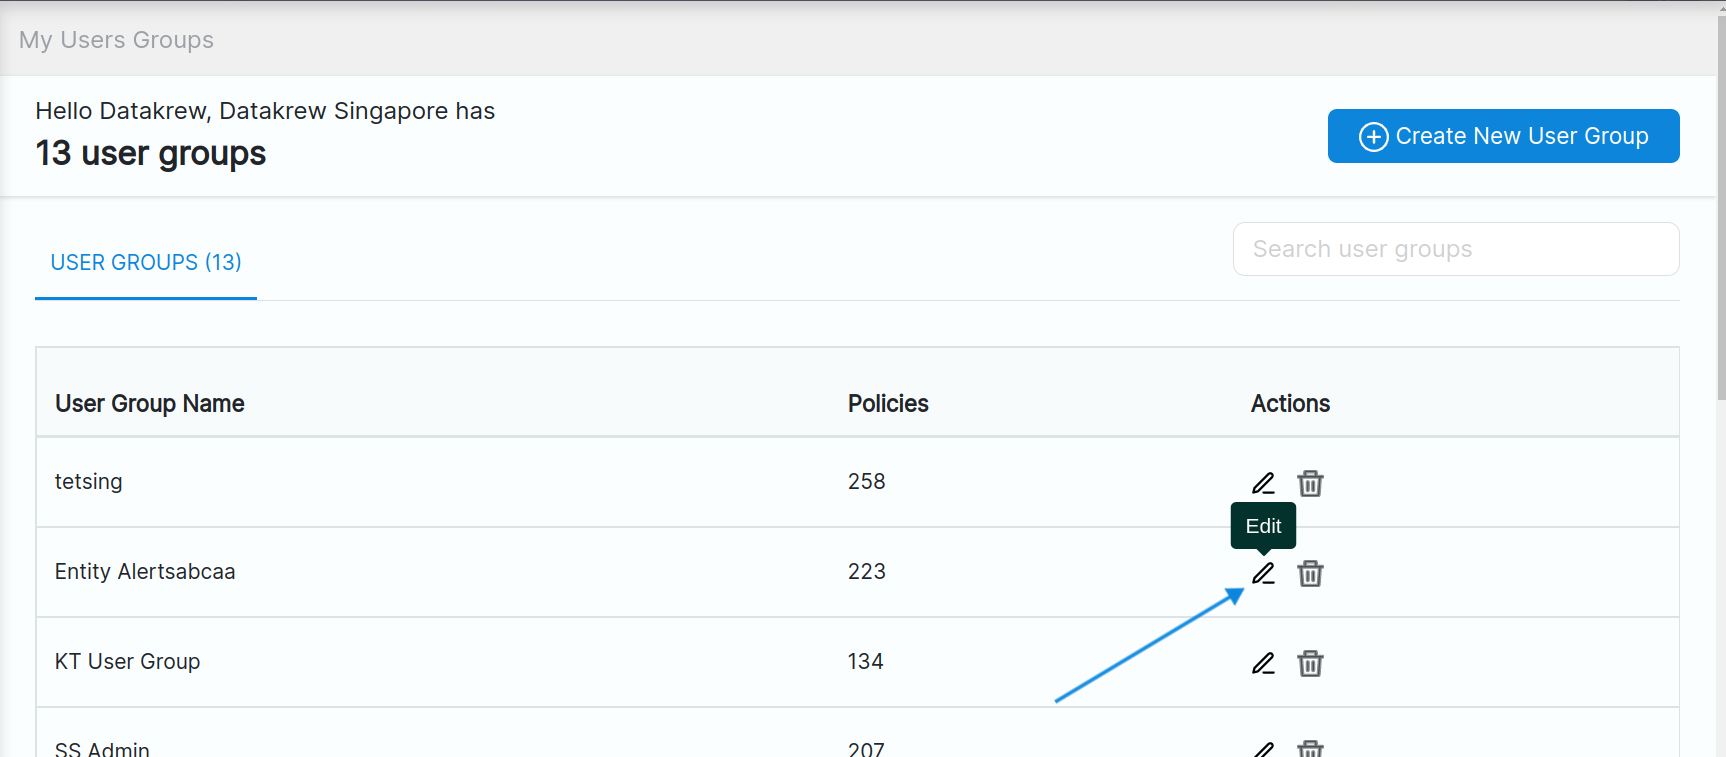 My Users Groups
Hello Datakrew, Datakrew Singapore has
13 user groups
Create New User Group
USER GROUPS (13)
Search user groups
User Group Name Policies Actions
tetsing 258
Edit
Entity Alertsabcaa 223
KT User Group 134
SS Admin 207